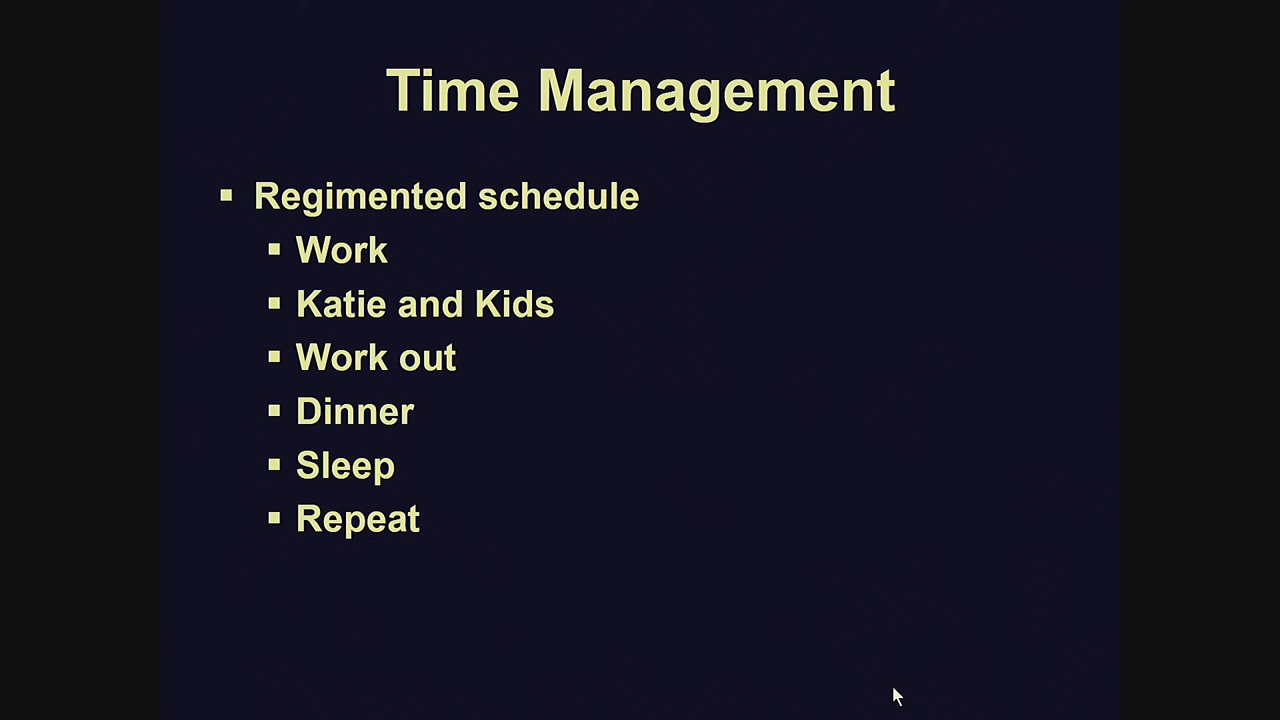 Time Management
▪ Regimented schedule
▪ Work
▪ Katie and Kids
▪ Work out
▪ Dinner
▪ Sleep
▪ Repeat